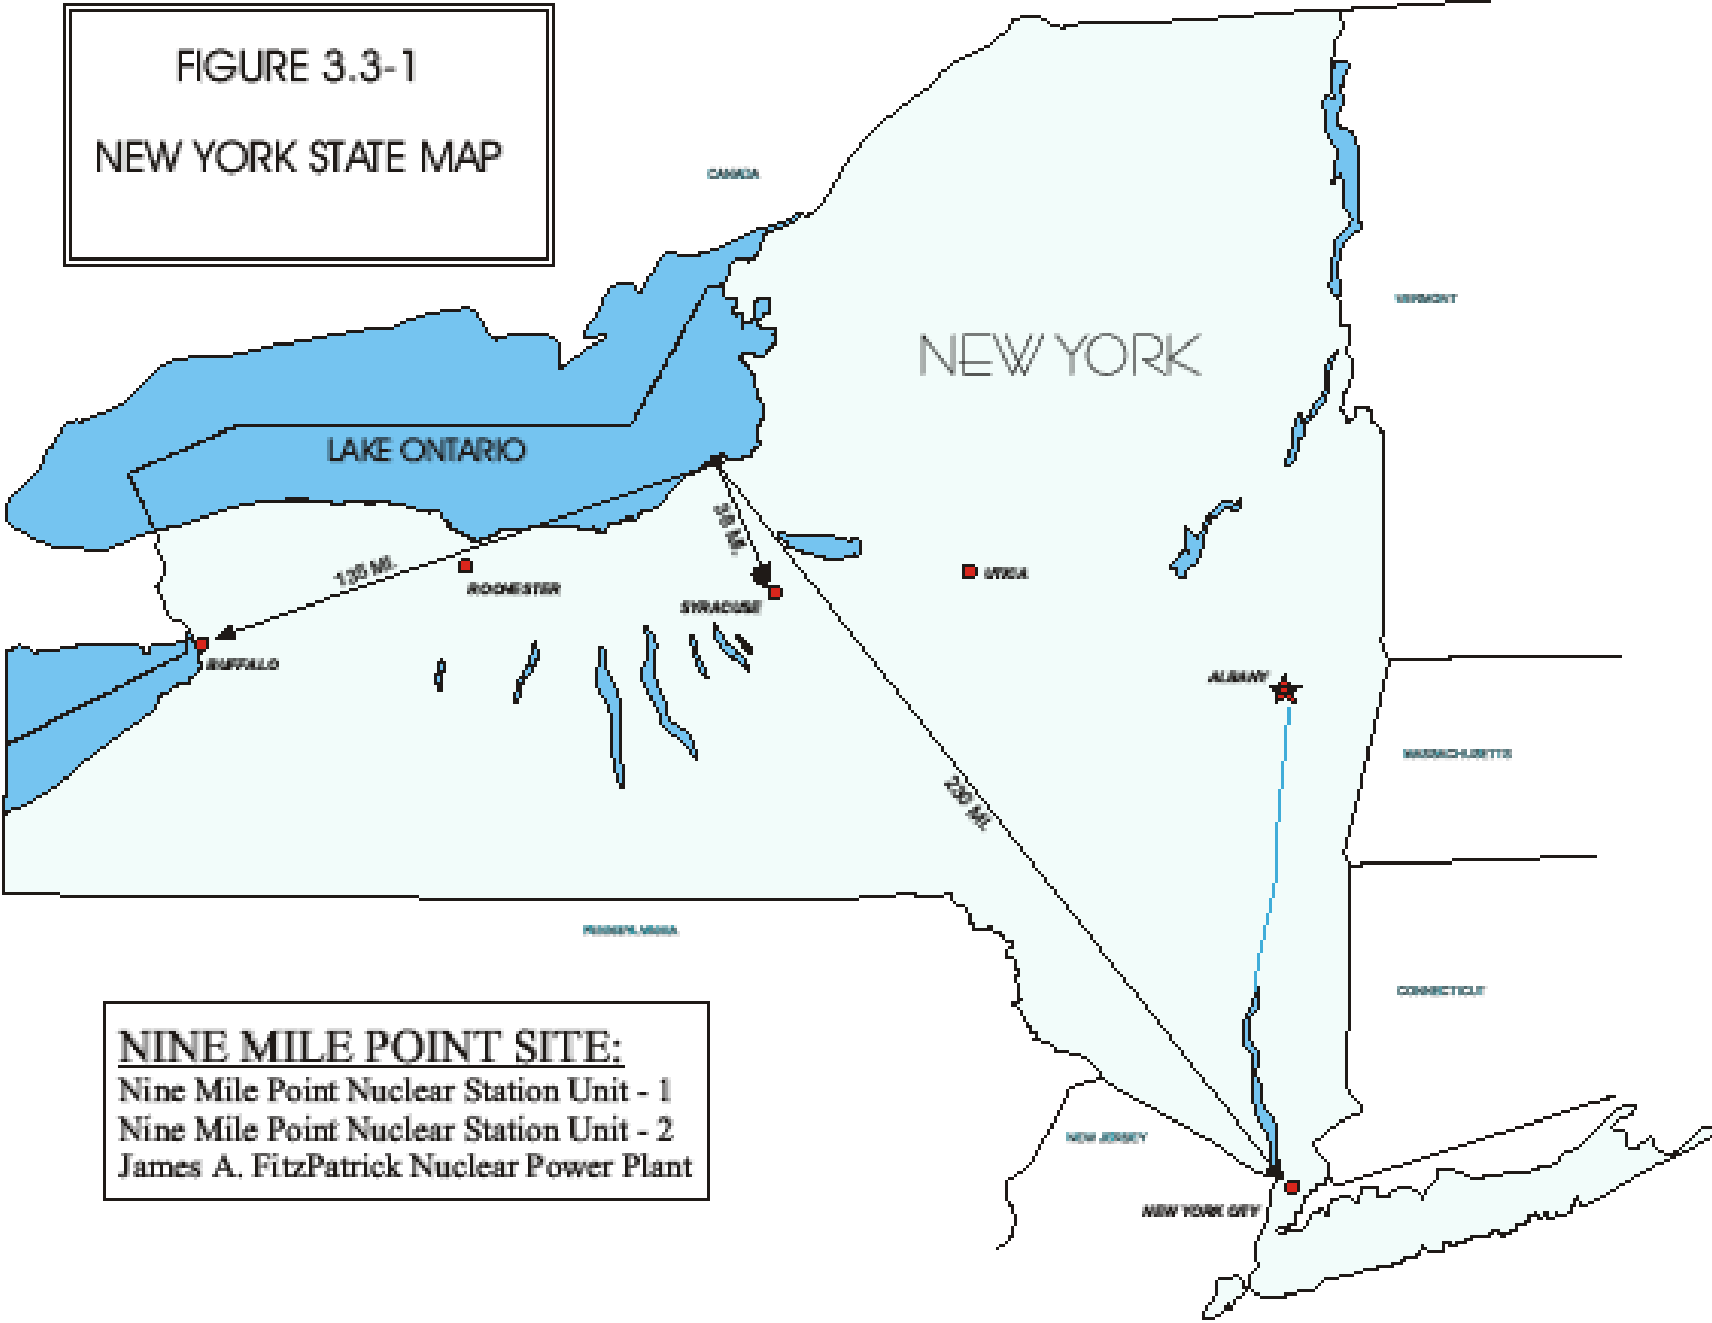 FIGURE 3.3-1
NEW YORK STATE MAP
CANADA
VERMONT
NEW YORK
LAKE ONTARIO
MI.
135 MI.
ROCHESTER
UTICA
SYRACUSE
BUFFALO
ALBANY
MASSACHUSETTS
230 MI.
PENNSYLVANIA
CONNECTICUT
NINE MILE POINT SITE:
Nine Mile Point Nuclear Station Unit - 1
Nine Mile Point Nuclear Station Unit - 2
James A. FitzPatrick Nuclear Power Plant
NEW JERSEY
NEW YORK CITY